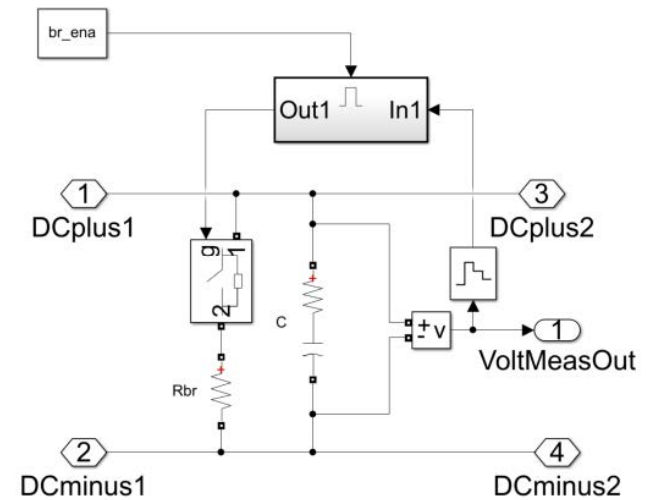 br_ena
Out1 In1
1 3
DCplus1 DCplus2
g 1
2
C
+ v
-
1
VoltMeasOut
Rbr
2 4
DCminus1 DCminus2